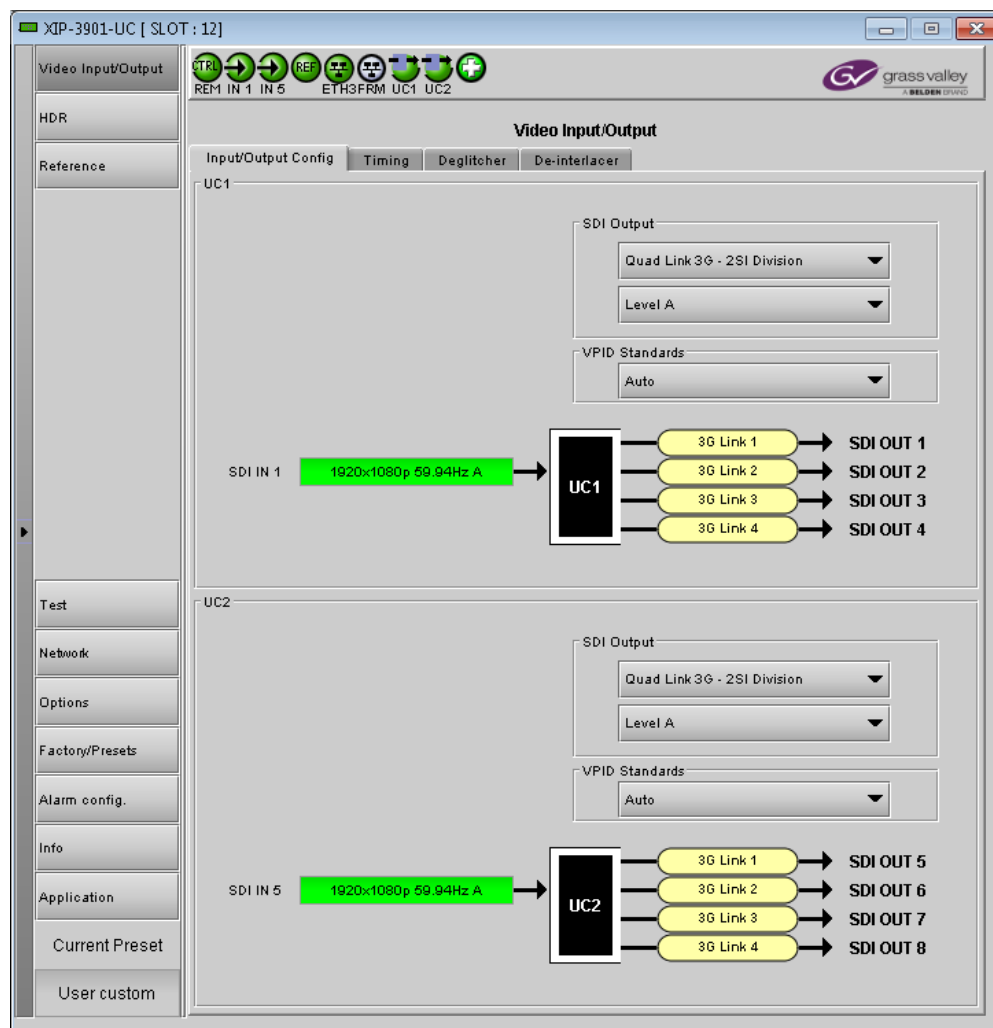 XIP-3901-UC [ SLOT : 12]
Video Input/Output
HDR
Reference
Test
Network
Options
Factory/Presets
Alarm config.
Info
Application
Current Preset
User custom
CTRL REF
REM IN 1 IN 5 ETH3FRM UC1 UC2
GV grass valley
A BELDEN BRAND
Video Input/Output
Input/Output Config Timing Deglitcher De-interlacer
UC1
SDI Output
Quad Link 3G - 2SI Division
Level A
VPID Standards
Auto
SDI IN 1 1920x1080p 59.94Hz A UC1
3G Link 1 SDI OUT 1
3G Link 2 SDI OUT 2
3G Link 3 SDI OUT 3
3G Link 4 SDI OUT 4
UC2
SDI Output
Quad Link 3G - 2SI Division
Level A
VPID Standards
Auto
SDI IN 5 1920x1080p 59.94Hz A UC2
3G Link 1 SDI OUT 5
3G Link 2 SDI OUT 6
3G Link 3 SDI OUT 7
3G Link 4 SDI OUT 8